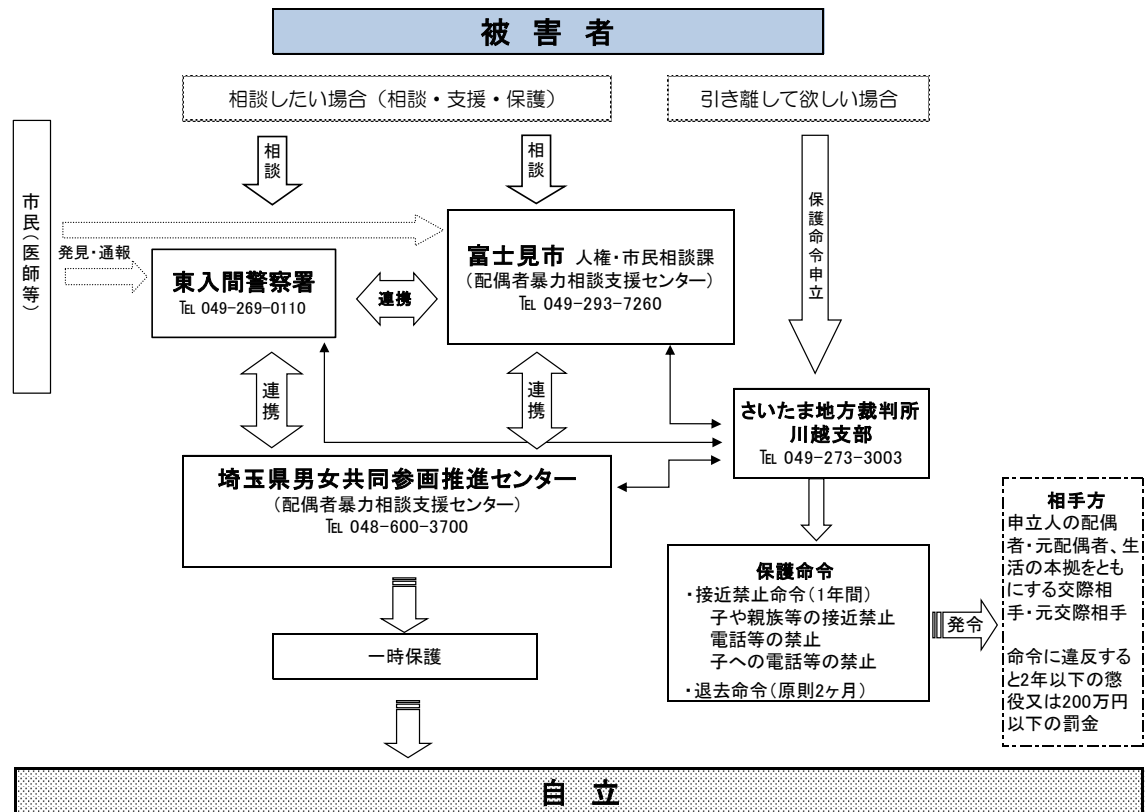 被 害 者
相談したい場合（相談・支援・保護）
引き離して欲しい場合
市民（医師等）
発見・通報
相談
相談
保護命令申立
東入間警察署
℡ 049-269-0110
連携
富士見市 人権・市民相談課
(配偶者暴力相談支援センター)
℡ 049-293-7260
連携
連携
さいたま地方裁判所
川越支部
℡ 049-273-3003
埼玉県男女共同参画推進センター
(配偶者暴力相談支援センター)
℡ 048-600-3700
一時保護
保護命令
・接近禁止命令（1年間）
子や親族等の接近禁止
電話等の禁止
子への電話等の禁止
・退去命令（原則2ヶ月）
発令
相手方
申立人の配偶
者・元配偶者、生
活の本拠をとも
にする交際相
手・元交際相手
命令に違反する
と2年以下の懲
役又は200万円
以下の罰金
自 立